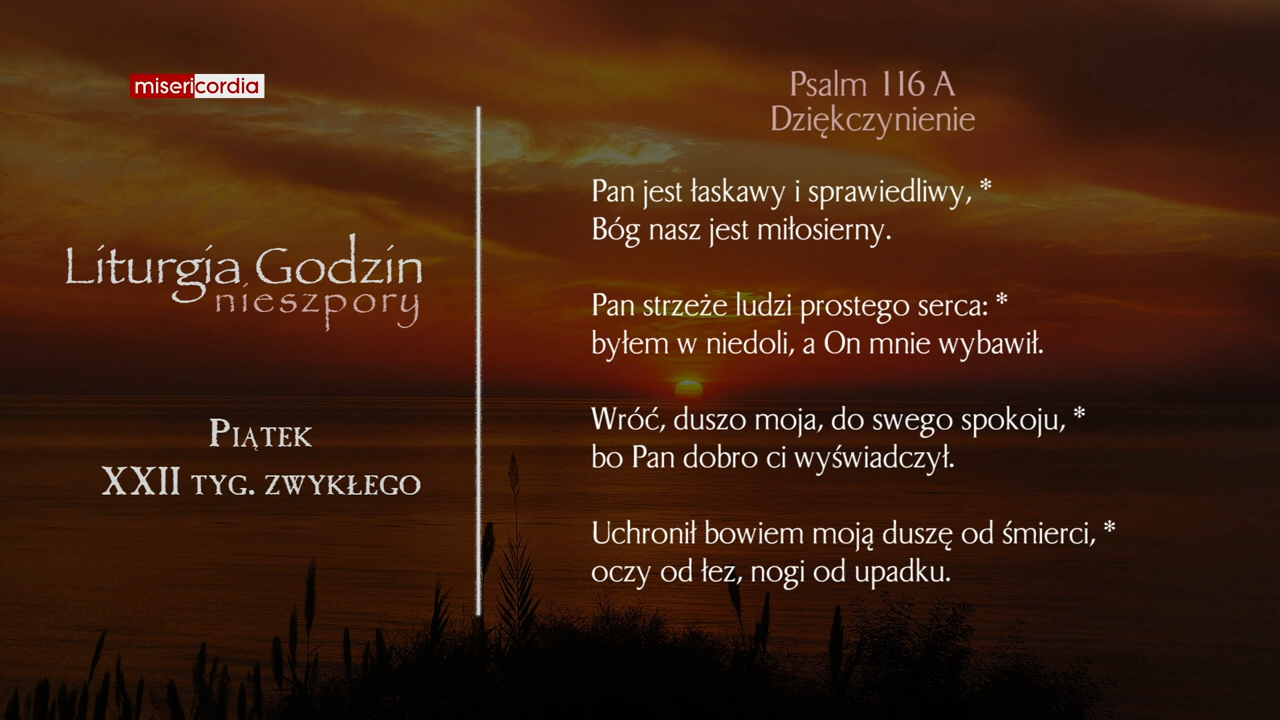 misericordia
Liturgia Godzin
nieszpory
Piątek
XXII tyg. zwykłego
Psalm 116 A
Dziękczynienie
Pan jest łaskawy i sprawiedliwy, *
Bóg nasz jest miłosierny.
Pan strzeże ludzi prostego serca: *
byłem w niedoli, a On mnie wybawił.
Wróć, duszo moja, do swego spokoju, *
bo Pan dobro ci wyświadczył.
Uchronił bowiem moją duszę od śmierci, *
oczy od łez, nogi od upadku.